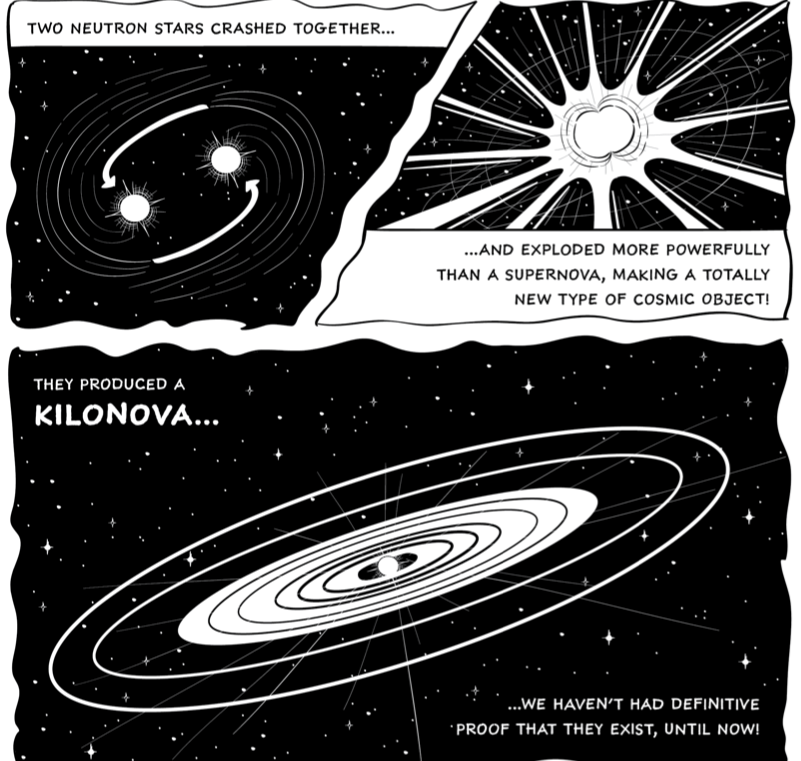 TWO NEUTRON STARS CRASHED TOGETHER...
...AND EXPLODED MORE POWERFULLY
THAN A SUPERNOVA, MAKING A TOTALLY
NEW TYPE OF COSMIC OBJECT!
THEY PRODUCED A
KILONOVA...
...WE HAVEN'T HAD DEFINITIVE
PROOF THAT THEY EXIST, UNTIL NOW!